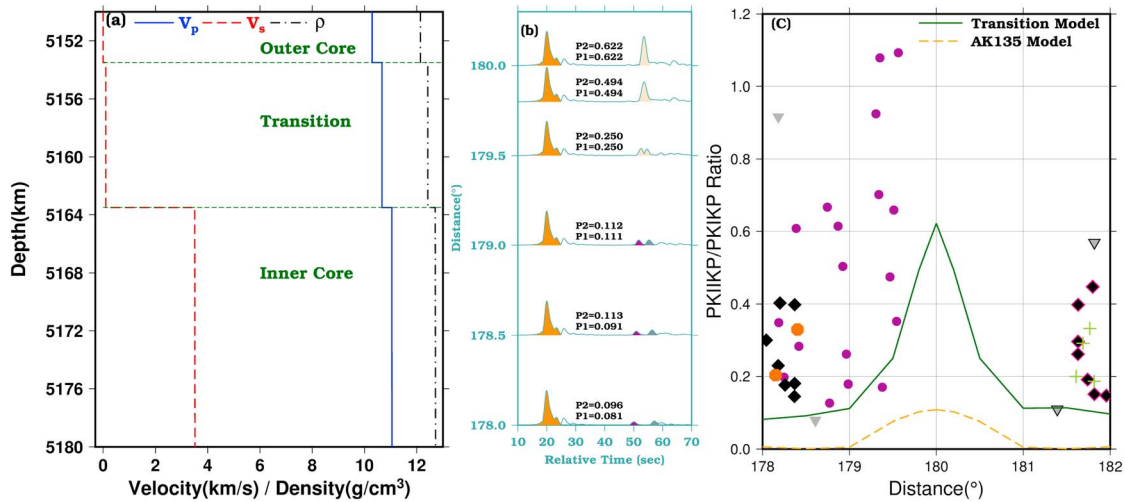 (a)
V_p V_s ρ
5152
5156
5160
5164
5168
5172
5176
5180
Depth(km)
Outer Core
Transition
Inner Core
0 2 4 6 8 10 12
Velocity(km/s) / Density(g/cm³)
(b)
P2=0.622
P1=0.622
180.0
P2=0.494
P1=0.494
P2=0.250
P1=0.250
179.5
Distance(°)
P2=0.112
P1=0.111
179.0
P2=0.113
P1=0.091
178.5
P2=0.096
P1=0.081
178.0
10 20 30 40 50 60 70
Relative Time (sec)
(C)
Transition Model
AK135 Model
1.2
1.0
0.8
0.6
0.4
0.2
0.0
PKIIKP/PKIKP Ratio
178 179 180 181 182
Distance(°)